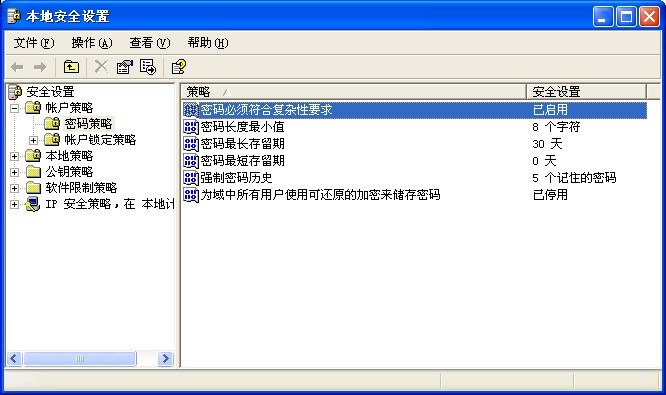 本地安全设置
文件(F) 操作(A) 查看(V) 帮助(H)
安全设置
帐户策略
密码策略
帐户锁定策略
本地策略
公钥策略
软件限制策略
IP 安全策略，在 本地计
策略 安全设置
密码必须符合复杂性要求 已启用
密码长度最小值 8 个字符
密码最长存留期 30 天
密码最短存留期 0 天
强制密码历史 5 个记住的密码
为域中所有用户使用可还原的加密来储存密码 已停用